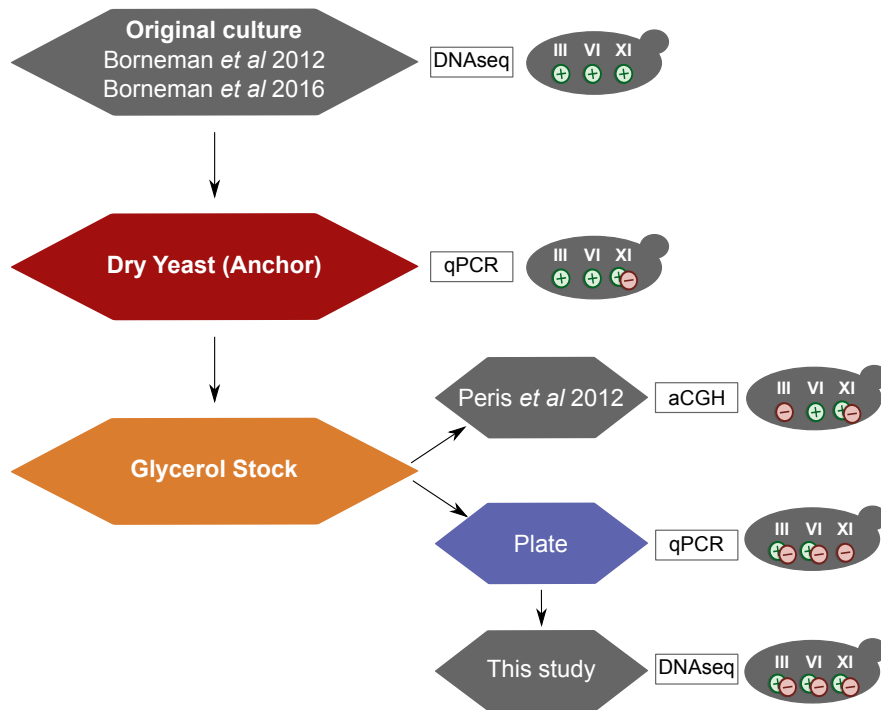 Original culture
Borneman et al 2012
Borneman et al 2016
DNAseq
III VI XI
+ + +
Dry Yeast (Anchor)
qPCR
III VI XI
+ + + −
Peris et al 2012
aCGH
III VI XI
− + + −
Glycerol Stock
Plate
qPCR
III VI XI
+ − + − −
This study
DNAseq
III VI XI
+ − + − + −